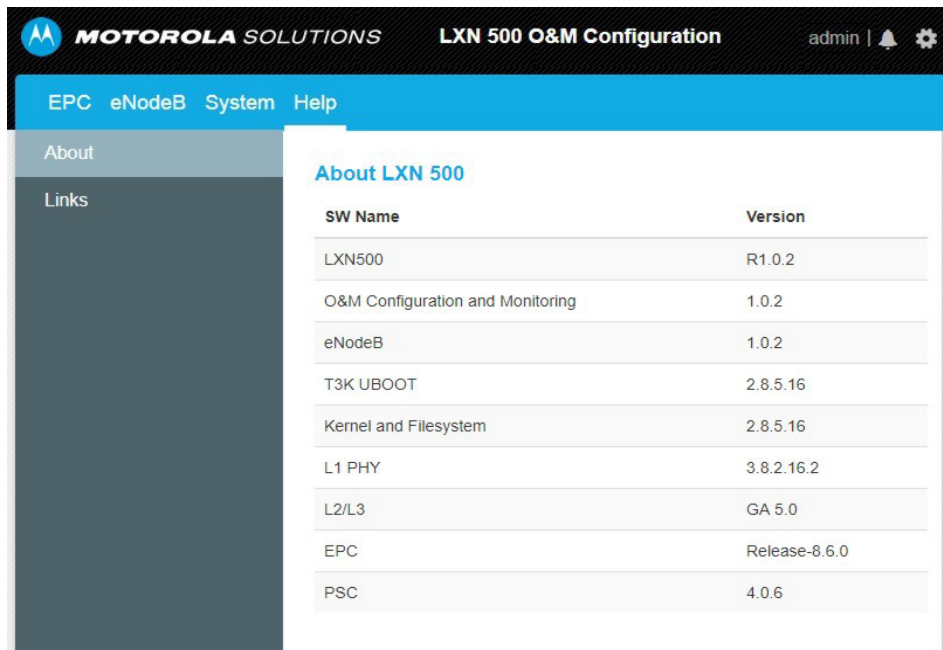 MOTOROLA SOLUTIONS LXN 500 O&M Configuration admin |
EPC eNodeB System Help
About
Links
About LXN 500
SW Name Version
LXN500 R1.0.2
O&M Configuration and Monitoring 1.0.2
eNodeB 1.0.2
T3K UBOOT 2.8.5.16
Kernel and Filesystem 2.8.5.16
L1 PHY 3.8.2.16.2
L2/L3 GA 5.0
EPC Release-8.6.0
PSC 4.0.6